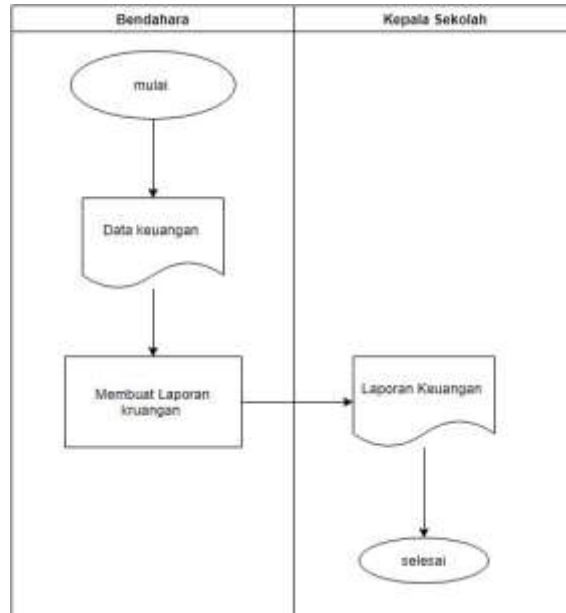 Bendahara
Kepala Sekolah
mulai
Data keuangan
Membuat Laporan
kruangan
Laporan Keuangan
selesai